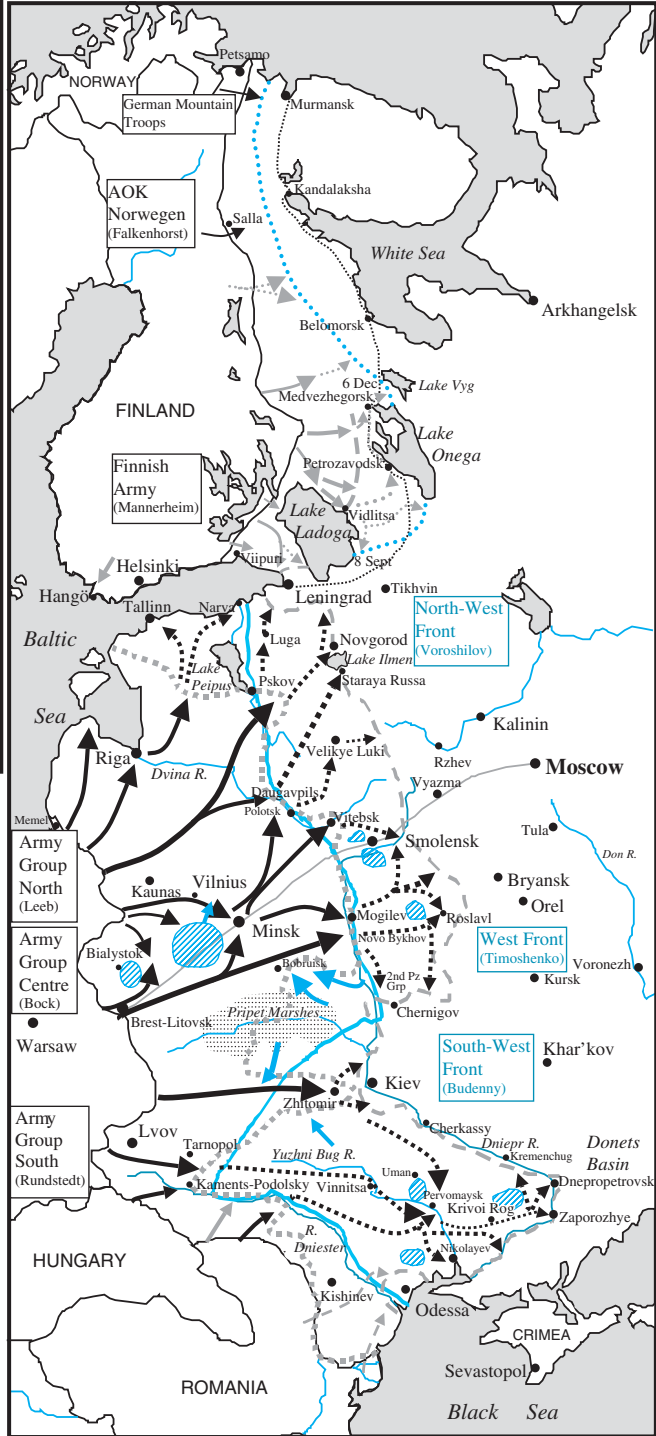 Petsamo
NORWAY
German Mountain
Troops
Murmansk
AOK
Norwegen
(Falkenhorst)
Kandalaksha
Salla
White Sea
Arkhangelsk
Belomorsk
6 Dec
Medvezhegorsk
Lake Vyg
FINLAND
Lake
Onega
Finnish
Army
(Mannerheim)
Petrozavodsk
Lake
Ladoga
Vidlitsa
Viipuri
8 Sept
Helsinki
Hangö
Leningrad
Tikhvin
Tallinn
Narva
North-West
Front
(Voroshilov)
Baltic
Luga
Novgorod
Lake Ilmen
Lake
Peipus
Pskov
Staraya Russa
Sea
Kalinin
Riga
Velikye Luki
Rzhev
Dvina R.
Moscow
Vyazma
Daugavpils
Memel
Polotsk
Vitebsk
Tula
Army
Group
North
(Leeb)
Smolensk
Don R.
Kaunas
Vilnius
Bryansk
Orel
Minsk
Mogilev
Roslavl
Army
Group
Centre
(Bock)
Novo Bykhov
West Front
(Timoshenko)
Bialystok
Bobruisk
Voronezh
2nd Pz
Grp
Kursk
Brest-Litovsk
Pripet Marshes
Chernigov
Warsaw
South-West
Front
(Budenny)
Khar'kov
Kiev
Zhitomir
Army
Group
South
(Rundstedt)
Lvov
Cherkassy
Tarnopol
Yuzhni Bug R.
Dniepr R.
Kremenchug
Donets
Basin
Uman
Kaments-Podolsky
Vinnitsa
Dnepropetrovsk
Pervomaysk
Krivoi Rog
Zaporozhye
R.
Dniester
HUNGARY
Nikolayev
Kishinev
Odessa
CRIMEA
Sevastopol
ROMANIA
Black Sea